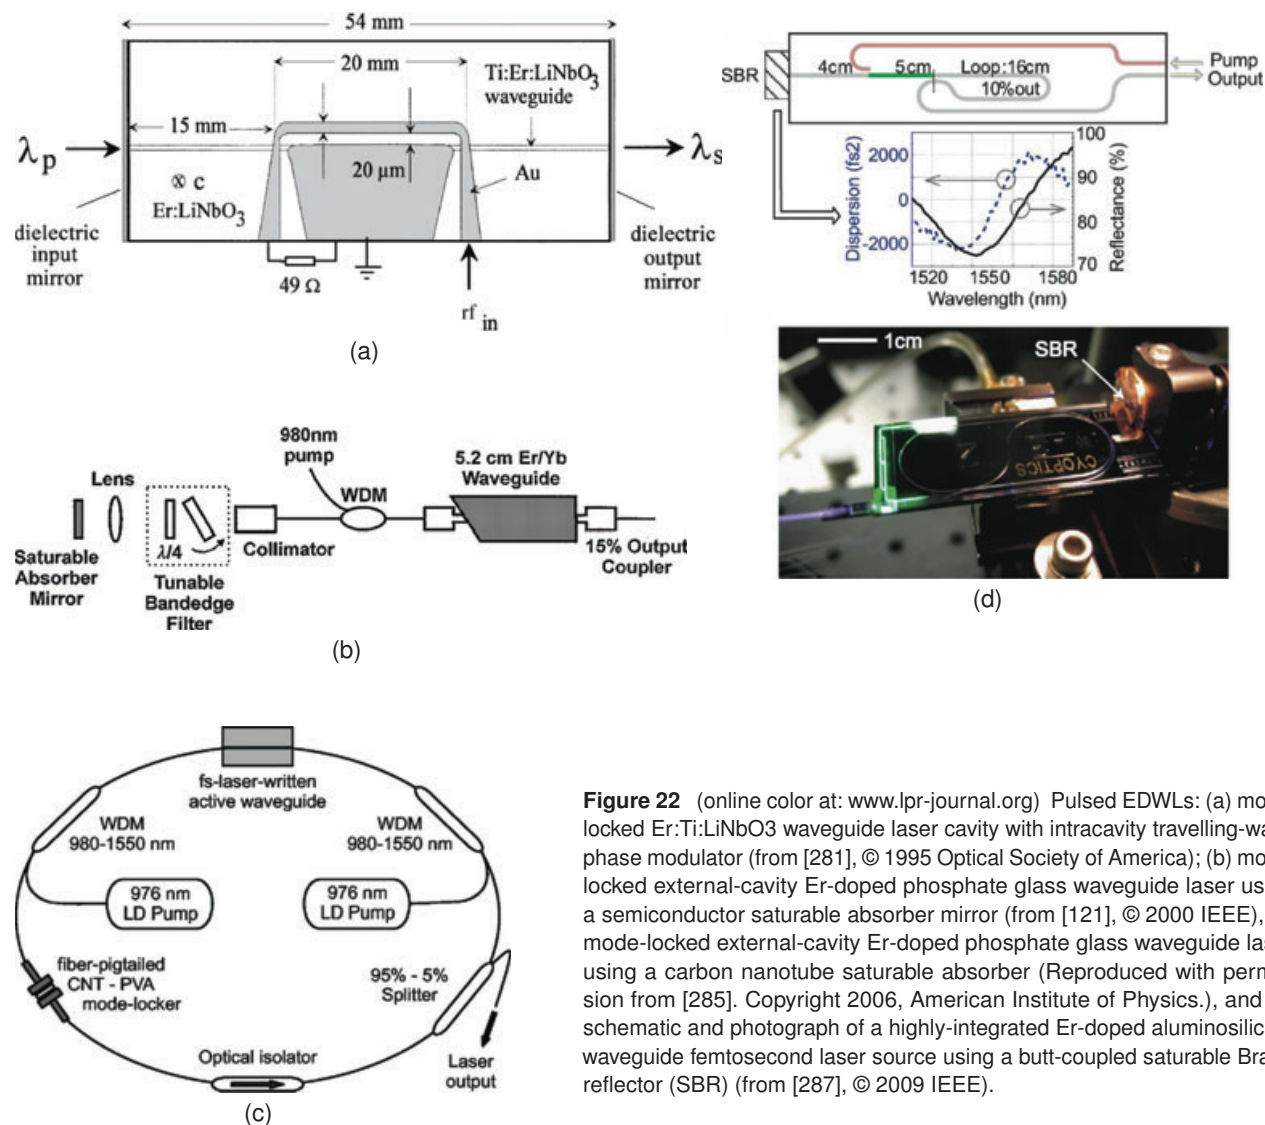 54 mm
20 mm
Ti:Er:LiNbO3
waveguide
15 mm
λp
λs
20 µm
Au
⊗ c
Er:LiNbO3
dielectric
input
mirror
dielectric
output
mirror
49 Ω
rf in
(a)
980nm
pump
5.2 cm Er/Yb
Waveguide
Lens
WDM
λ/4
Collimator
15% Output
Coupler
Saturable
Absorber
Mirror
Tunable
Bandedge
Filter
(b)
fs-laser-written
active waveguide
WDM
980-1550 nm
WDM
980-1550 nm
976 nm
LD Pump
976 nm
LD Pump
fiber-pigtailed
CNT - PVA
mode-locker
95% - 5%
Splitter
Optical isolator
Laser
output
(c)
SBR
4cm
5cm
Loop:16cm
10%out
Pump
Output
Dispersion (fs2)
2000
0
-2000
100
90
80
70
Reflectance (%)
1520 1550 1580
Wavelength (nm)
1cm
SBR
CYOPTICS
(d)
Figure 22 (online color at: www.lpr-journal.org) Pulsed EDWLs: (a)
locked Er:Ti:LiNbO3 waveguide laser cavity with intracavity
phase modulator (from [281], © 1995 Optical Society of America); (b)
locked external-cavity Er-doped phosphate glass waveguide laser
a semiconductor saturable absorber mirror (from [121], © 2000 IEEE),
mode-locked external-cavity Er-doped phosphate glass waveguide
using a carbon nanotube saturable absorber (Reproduced with
sion from [285]. Copyright 2006, American Institute of Physics.), and
schematic and photograph of a highly-integrated Er-doped
waveguide femtosecond laser source using a butt-coupled saturable
reflector (SBR) (from [287], © 2009 IEEE).